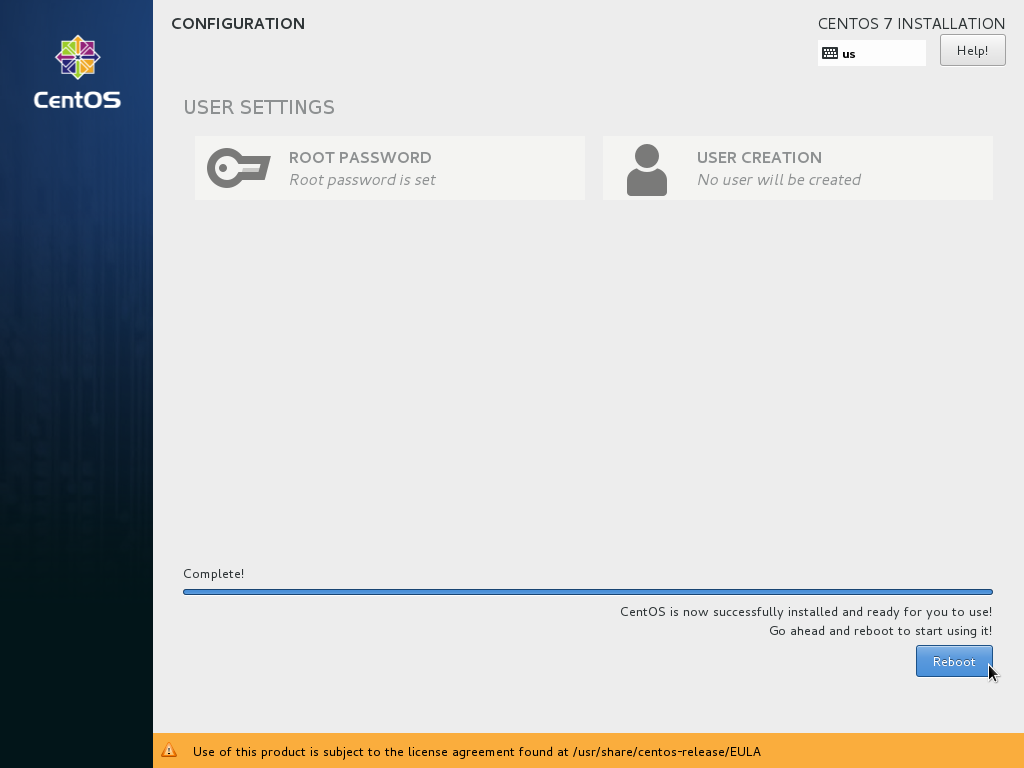 CONFIGURATION
CENTOS 7 INSTALLATION
us
Help!
CentOS
USER SETTINGS
ROOT PASSWORD
Root password is set
USER CREATION
No user will be created
Complete!
CentOS is now successfully installed and ready for you to use!
Go ahead and reboot to start using it!
Reboot
Use of this product is subject to the license agreement found at /usr/share/centos-release/EULA